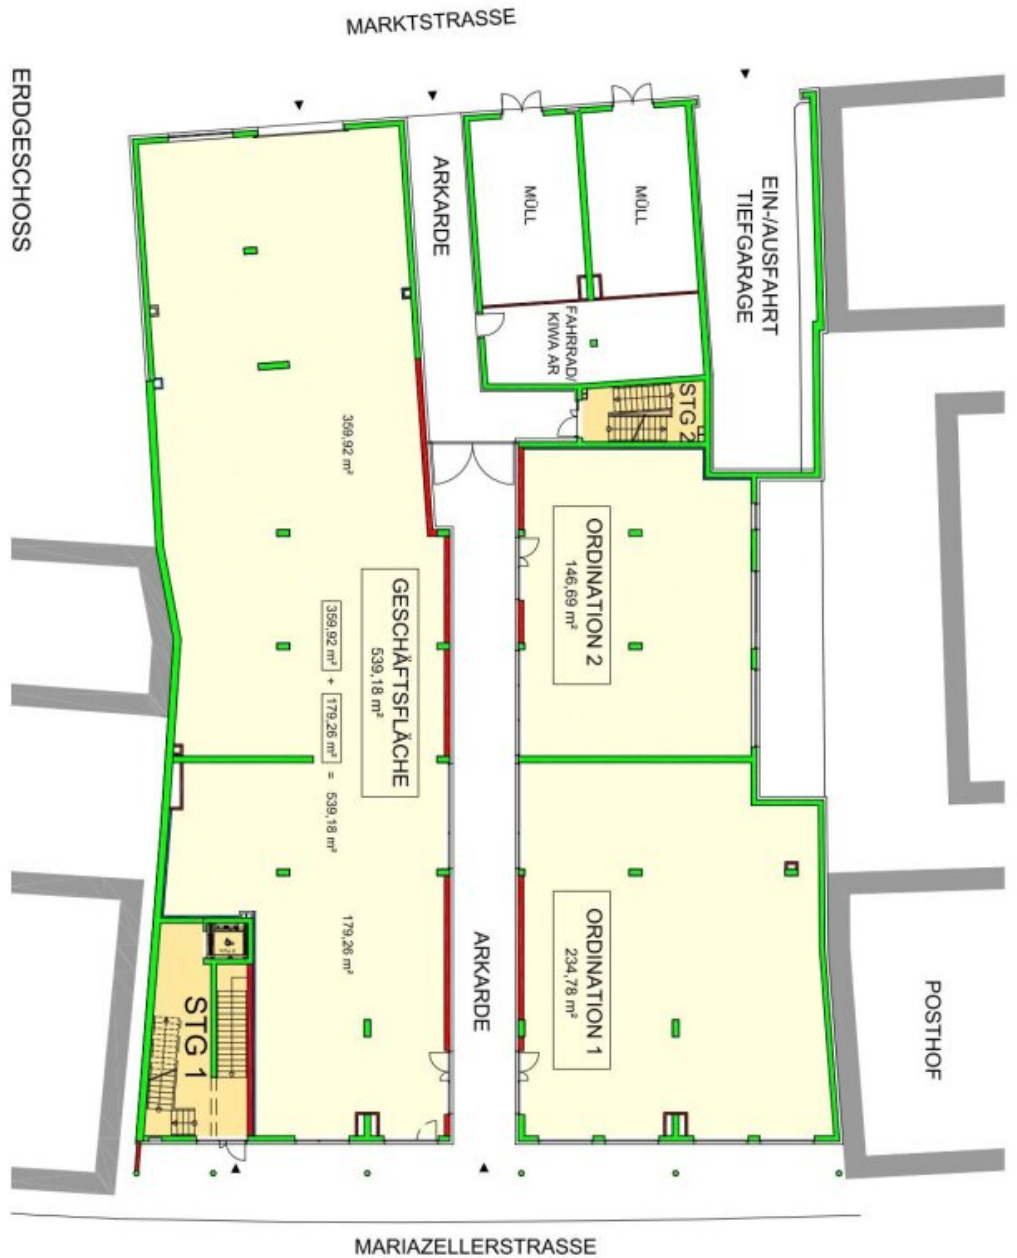 MARKTSTRASSE
ERDGESCHOSS
ARKARDE
MÜLL
MÜLL
EIN-/AUSFAHRT
TIEFGARAGE
FAHRRAD/
KIWA AR
STG 2
359,92 m²
ORDINATION 2
146,69 m²
GESCHÄFTSFLÄCHE
539,18 m²
359,92 m² + 179,26 m² = 539,18 m²
179,26 m²
ORDINATION 1
234,78 m²
ARKARDE
STG 1
POSTHOF
MARIAZELLERSTRASSE